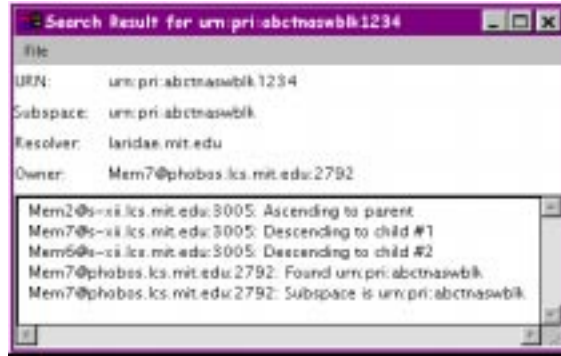 Search Result for urn:pri:abctnaswblk1234
File
URN: urn:pri:abctnaswblk1234
Subspace: urn:pri:abctnaswblk
Resolver: laridae.mit.edu
Owner: Mem7@phobos.lcs.mit.edu:2792
Mem2@s-xii.lcs.mit.edu:3005: Ascending to parent
Mem7@s-xii.lcs.mit.edu:3005: Descending to child #1
Mem6@s-xii.lcs.mit.edu:3005: Descending to child #2
Mem7@phobos.lcs.mit.edu:2792: Found urn:pri:abctnaswblk
Mem7@phobos.lcs.mit.edu:2792: Subspace is urn:pri:abctnaswblk